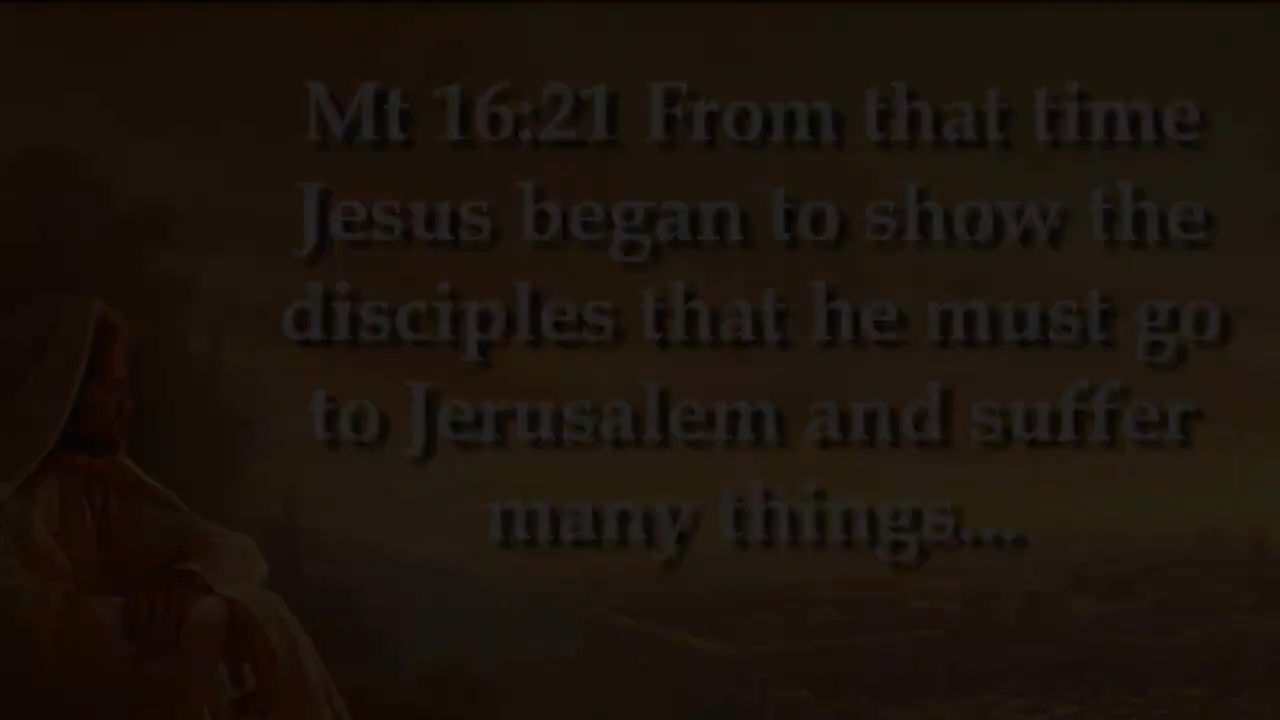 Mt 16:21 From that time
Jesus began to show the
disciples that he must go
to Jerusalem and suffer
many things...